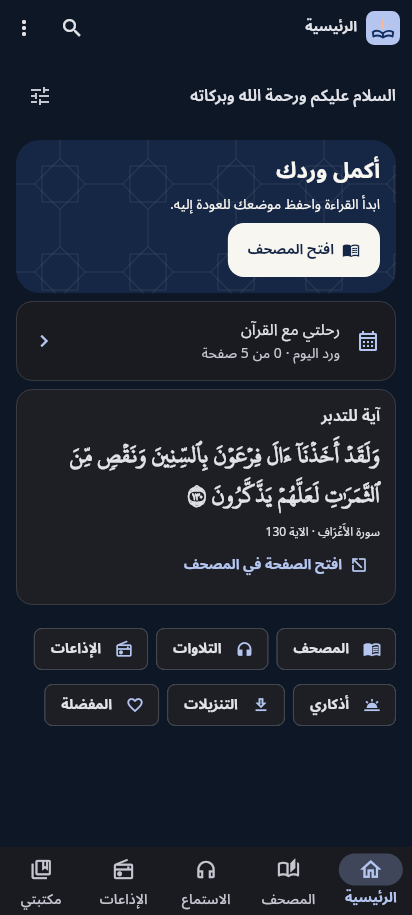 الرئيسية
السلام عليكم ورحمة الله وبركاته
أكمل وردك
ابدأ القراءة واحفظ موضعك للعودة إليه.
افتح المصحف
رحلتي مع القرآن
ورد اليوم · 0 من 5 صفحة
آية للتدبر
وَلَقَدۡ أَخَذۡنَآ ءَالَ فِرۡعَوۡنَ بِٱلسِّنِينَ وَنَقۡصٖ مِّنَ
ٱلثَّمَرَٰتِ لَعَلَّهُمۡ يَذَّكَّرُونَ ١٣٠
سورة الأَعۡرَافِ · الآية 130
افتح الصفحة في المصحف
المصحف
التلاوات
الإذاعات
أذكاري
التنزيلات
المفضلة
الرئيسية
المصحف
الاستماع
الإذاعات
مكتبتي